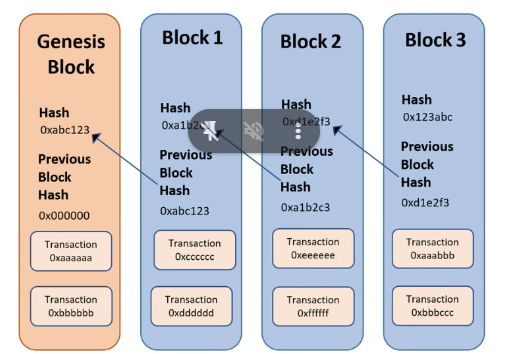 Genesis
Block
Hash
0xabc123
Previous
Block
Hash
0x000000
Transaction
0xaaaaaa
Transaction
0xbbbbbb
Block 1
Hash
Previous
Block
Hash
0xabc123
Transaction
0xcccccc
Transaction
0xdddddd
Block 2
Hash
0xd1e2f3
Previous
Block
Hash
0xa1b2c3
Transaction
0xeeeeee
Transaction
0xffffff
Block 3
Hash
0x123abc
Previous
Block
Hash
0xd1e2f3
Transaction
0xaaabbb
Transaction
0xbbbccc